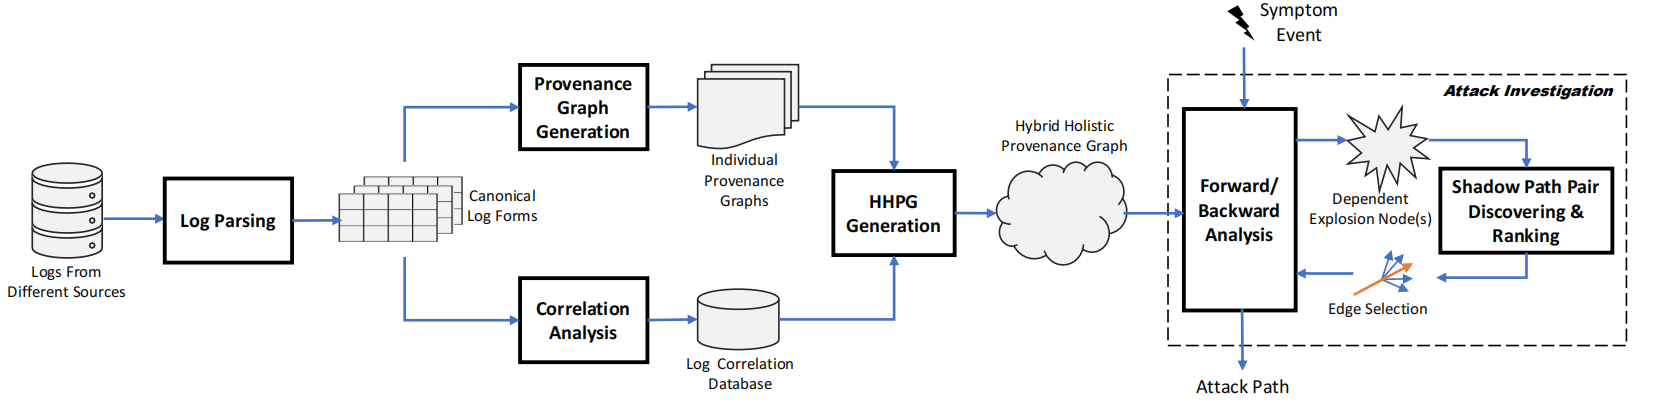 Logs From
Different Sources
Log Parsing
Canonical
Log Forms
Provenance
Graph
Generation
Individual
Provenance
Graphs
Correlation
Analysis
Log Correlation
Database
HHPG
Generation
Hybrid Holistic
Provenance Graph
Symptom
Event
Attack Investigation
Forward/
Backward
Analysis
Dependent
Explosion Node(s)
Shadow Path Pair
Discovering &
Ranking
Edge Selection
Attack Path